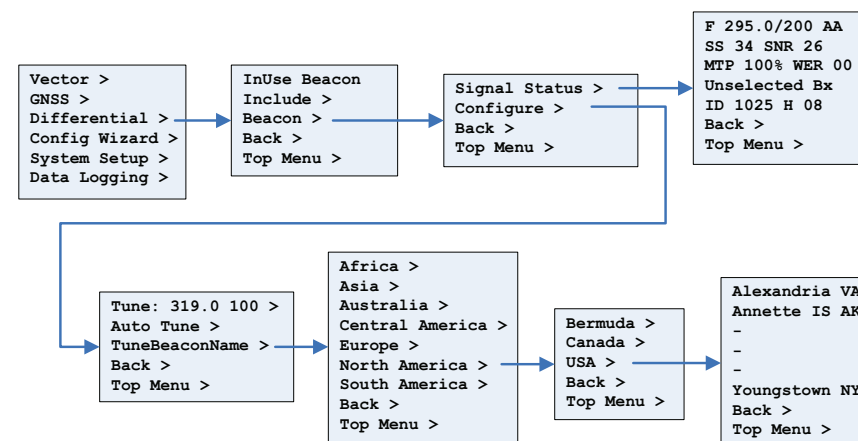 Vector >
GNSS >
Differential >
Config Wizard >
System Setup >
Data Logging >
InUse Beacon
Include >
Beacon >
Back >
Top Menu >
Signal Status >
Configure >
Back >
Top Menu >
F 295.0/200 AA
SS 34 SNR 26
MTP 100% WER 00
Unselected Bx
ID 1025 H 08
Back >
Top Menu >
Tune: 319.0 100 >
Auto Tune >
TuneBeaconName >
Back >
Top Menu >
Africa >
Asia >
Australia >
Central America >
Europe >
North America >
South America >
Back >
Top Menu >
Bermuda >
Canada >
USA >
Back >
Top Menu >
Alexandria VA
Annette IS AK
-
-
-
Youngstown NY
Back >
Top Menu >